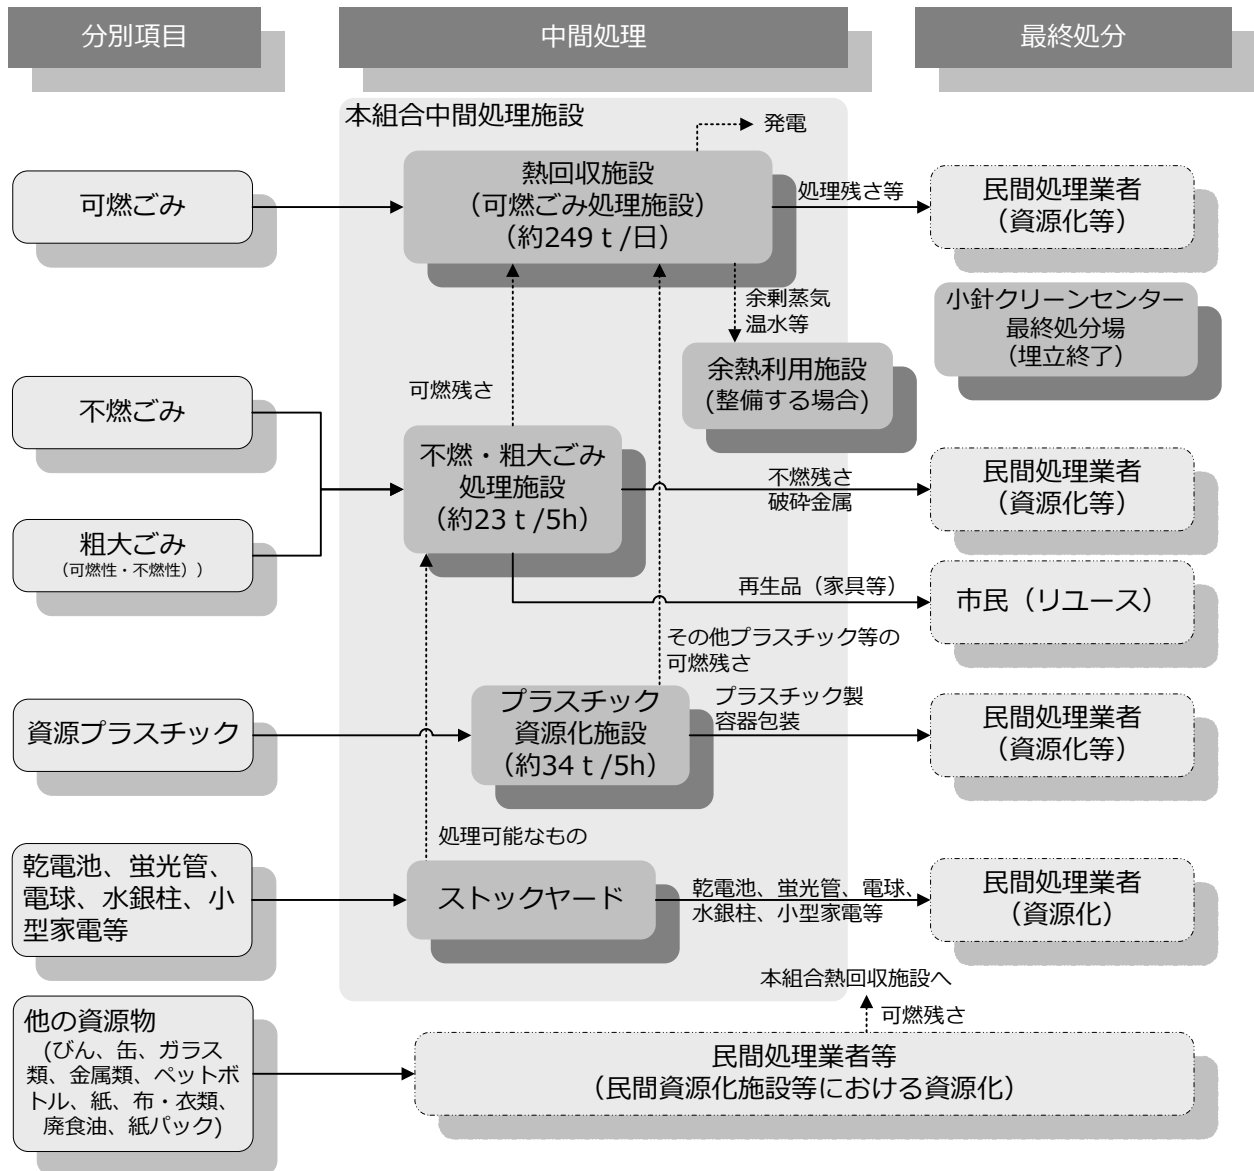 分別項目
中間処理
最終処分
本組合中間処理施設
発電
可燃ごみ
熱回収施設
（可燃ごみ処理施設）
（約249ｔ/日）
処理残さ等
民間処理業者
（資源化等）
余剰蒸気
温水等
小針クリーンセンター
最終処分場
（埋立終了）
余熱利用施設
(整備する場合)
可燃残さ
不燃ごみ
粗大ごみ
（可燃性・不燃性））
不燃・粗大ごみ
処理施設
（約23ｔ/5h）
不燃残さ
破砕金属
民間処理業者
（資源化等）
再生品（家具等）
市民（リユース）
その他プラスチック等の
可燃残さ
資源プラスチック
プラスチック
資源化施設
（約34ｔ/5h）
プラスチック製
容器包装
民間処理業者
（資源化等）
処理可能なもの
乾電池、蛍光管、
電球、水銀柱、小
型家電等
ストックヤード
乾電池、蛍光管、電球、
水銀柱、小型家電等
民間処理業者
（資源化）
本組合熱回収施設へ
可燃残さ
他の資源物
(びん、缶、ガラス
類、金属類、ペットボ
トル、紙、布・衣類、
廃食油、紙パック)
民間処理業者等
（民間資源化施設等における資源化）